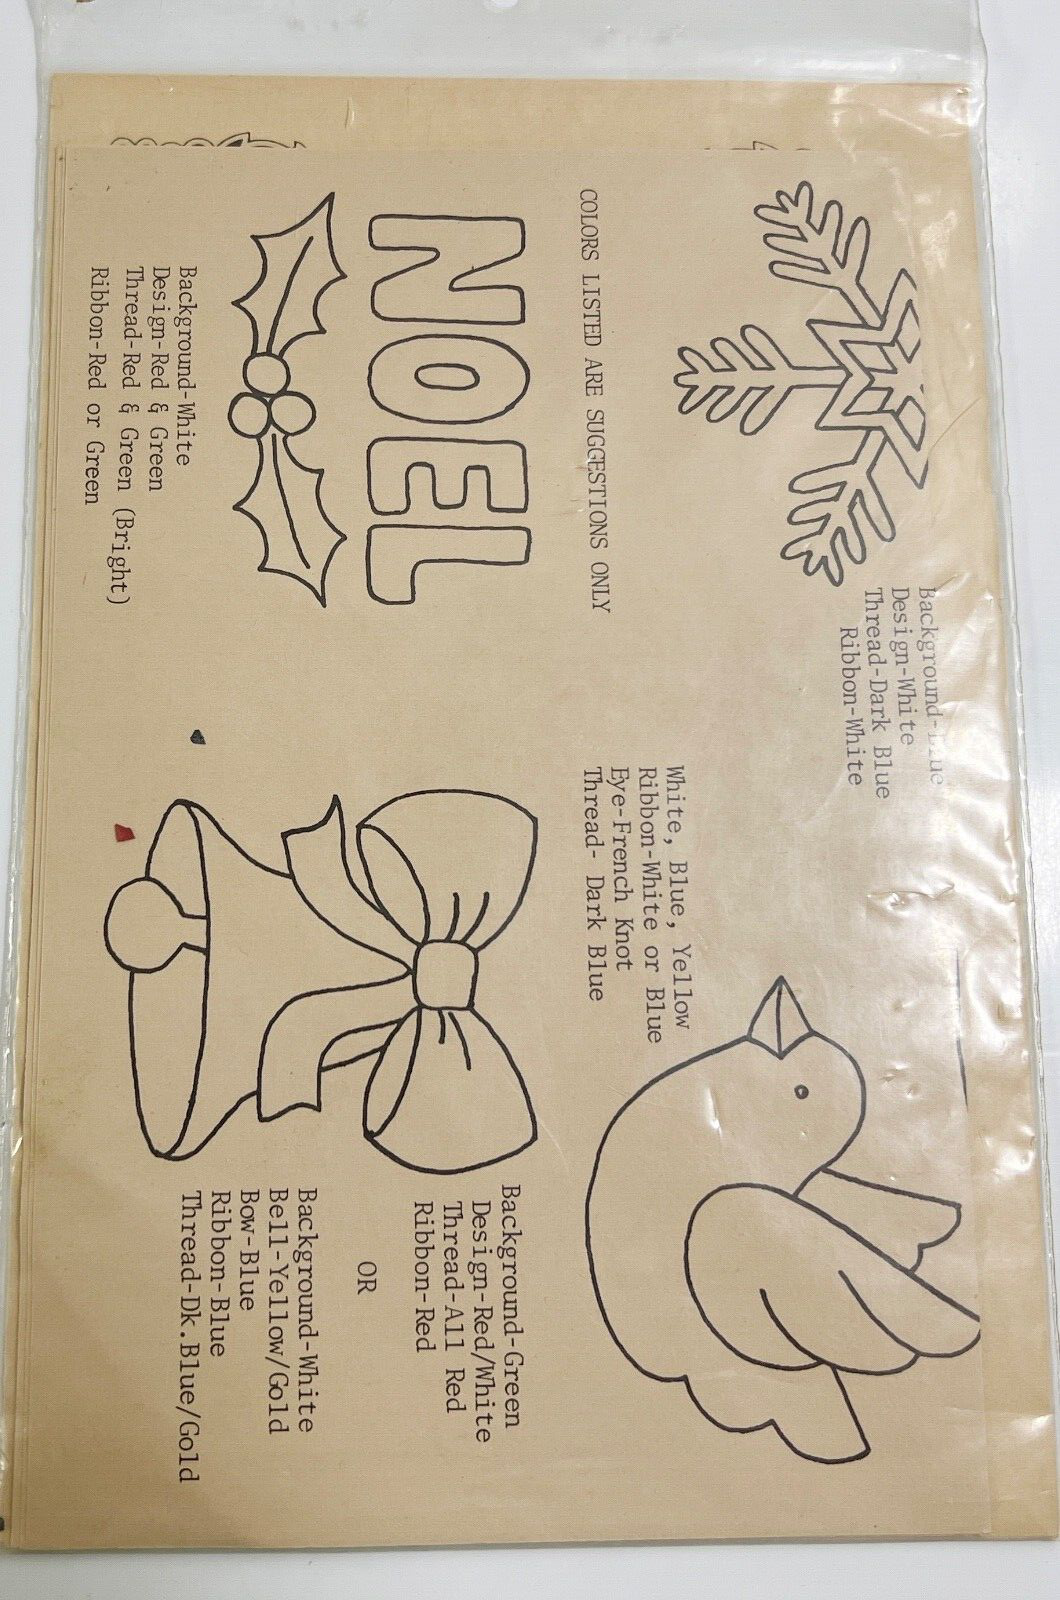 Background-Blue
Design-White
Thread-Dark Blue
Ribbon-White
COLORS LISTED ARE SUGGESTIONS ONLY
NOEL
Background-White
Design-Red & Green
Thread-Red & Green (Bright)
Ribbon-Red or Green
White, Blue, Yellow
Ribbon-White or Blue
Eye-French Knot
Thread- Dark Blue
Background-Green
Design-Red/White
Thread-All Red
Ribbon-Red
OR
Background-White
Bell-Yellow/Gold
Bow-Blue
Ribbon-Blue
Thread-Dk.Blue/Gold